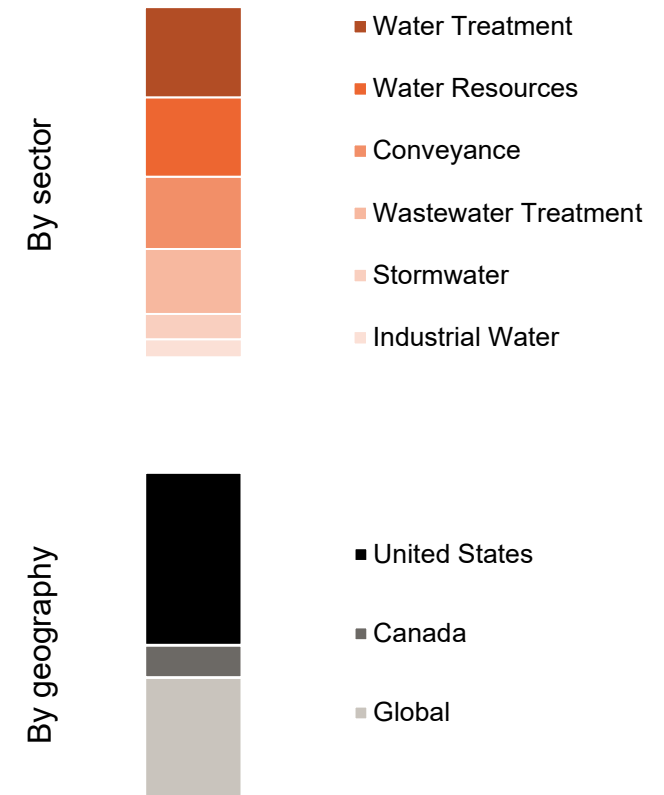 By sector
Water Treatment
Water Resources
Conveyance
Wastewater Treatment
Stormwater
Industrial Water
By geography
United States
Canada
Global